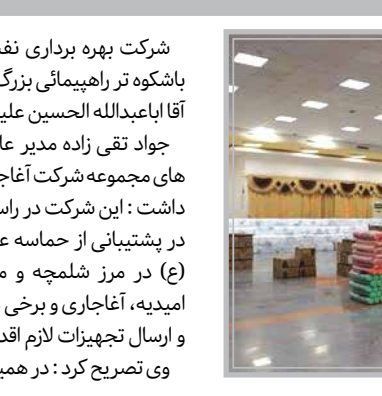 شرکت بهره برداری نف
باشکوه تر راهپیمائی بزرگ
آقا اباعبدالله الحسین علی
جواد تقی زاده مدیر عا
های مجموعه شرکت آغاج
داشت : این شرکت در راس
در پشتیبانی از حماسه ع
(ع) در مرز شلمچه و م
امیدیه، آغاجاری و برخی
و ارسال تجهیزات لازم اقد
وی تصریح کرد : در همی